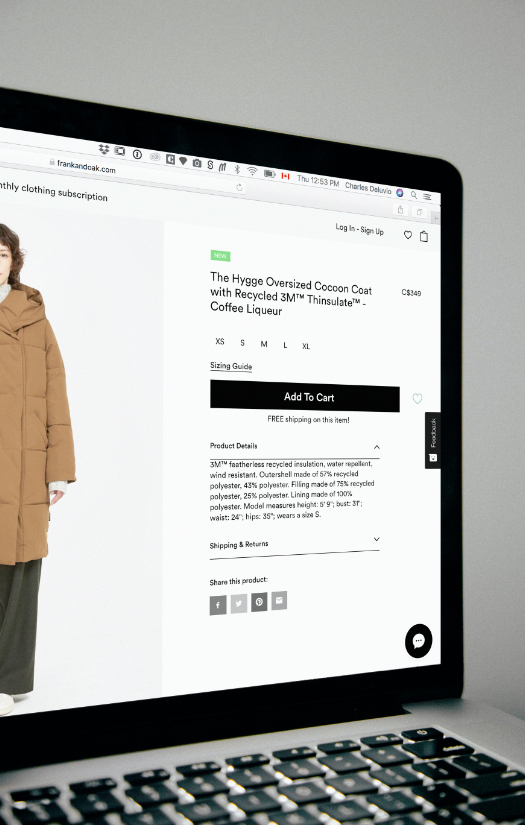 Thu 12:53 PM Charles Deluvio
frankandoak.com
nthly clothing subscription
Log In - Sign Up
NEW
The Hygge Oversized Cocoon Coat
with Recycled 3M™ Thinsulate™ -
Coffee Liqueur
C$349
XS S M L XL
Sizing Guide
Add To Cart
FREE shipping on this item!
Feedback
Product Details
3M™ featherless recycled insulation, water repellent,
wind resistant. Outershell made of 57% recycled
polyester, 43% polyester. Filling made of 75% recycled
polyester, 25% polyester. Lining made of 100%
polyester. Model measures height: 5' 9"; bust: 31";
waist: 24"; hips: 35"; wears a size S.
Shipping & Returns
Share this product: